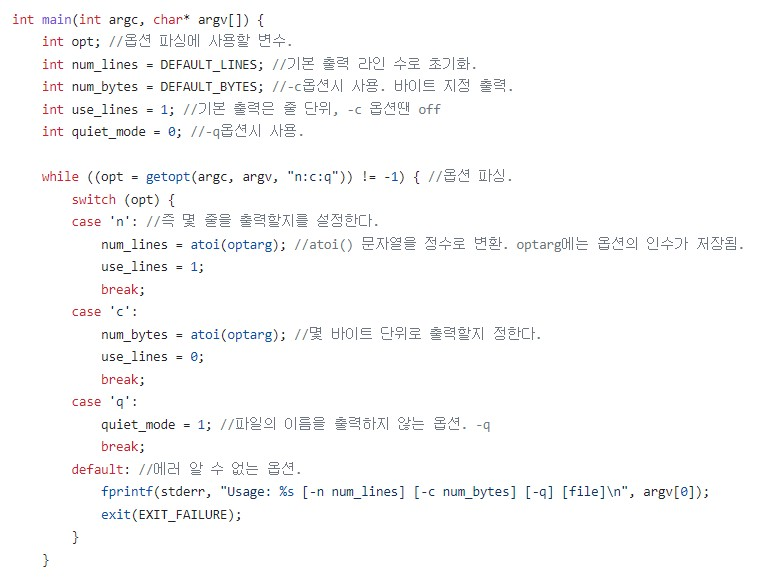 int main(int argc, char* argv[]) {
    int opt; //옵션 파싱에 사용할 변수.
    int num_lines = DEFAULT_LINES; //기본 출력 라인 수로 초기화.
    int num_bytes = DEFAULT_BYTES; //-c옵션시 사용. 바이트 지정 출력.
    int use_lines = 1; //기본 출력은 줄 단위, -c 옵션땐 off
    int quiet_mode = 0; //-q옵션시 사용.

    while ((opt = getopt(argc, argv, "n:c:q")) != -1) { //옵션 파싱.
        switch (opt) {
        case 'n': //즉 몇 줄을 출력할지를 설정한다.
            num_lines = atoi(optarg); //atoi() 문자열을 정수로 변환. optarg에는 옵션의 인수가 저장됨.
            use_lines = 1;
            break;
        case 'c':
            num_bytes = atoi(optarg); //몇 바이트 단위로 출력할지 정한다.
            use_lines = 0;
            break;
        case 'q':
            quiet_mode = 1; //파일의 이름을 출력하지 않는 옵션. -q
            break;
        default: //에러 알 수 없는 옵션.
            fprintf(stderr, "Usage: %s [-n num_lines] [-c num_bytes] [-q] [file]\n", argv[0]);
            exit(EXIT_FAILURE);
        }
    }